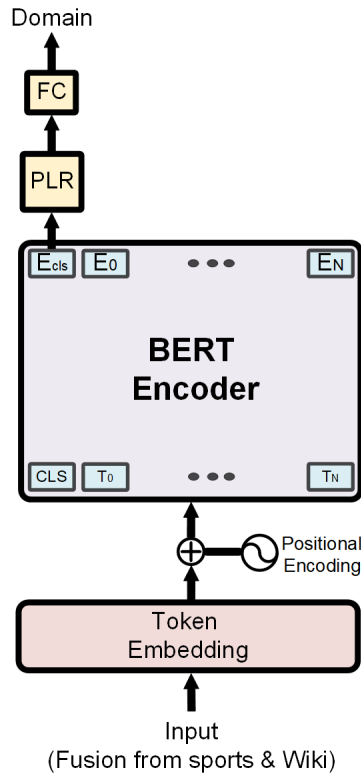 Domain
FC
PLR
Ecls E0 EN
BERT
Encoder
CLS T0 TN
Positional
Encoding
Token
Embedding
Input
(Fusion from sports & Wiki)